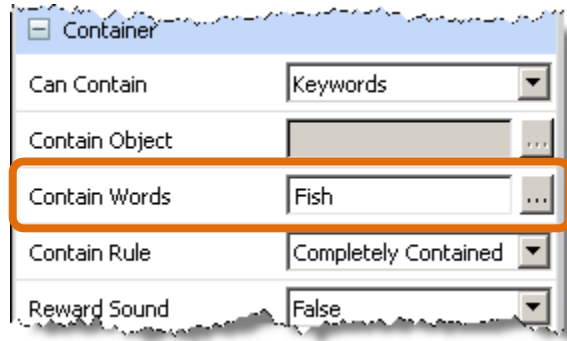 Container
Can Contain Keywords
Contain Object ...
Contain Words Fish ...
Contain Rule Completely Contained
Reward Sound False